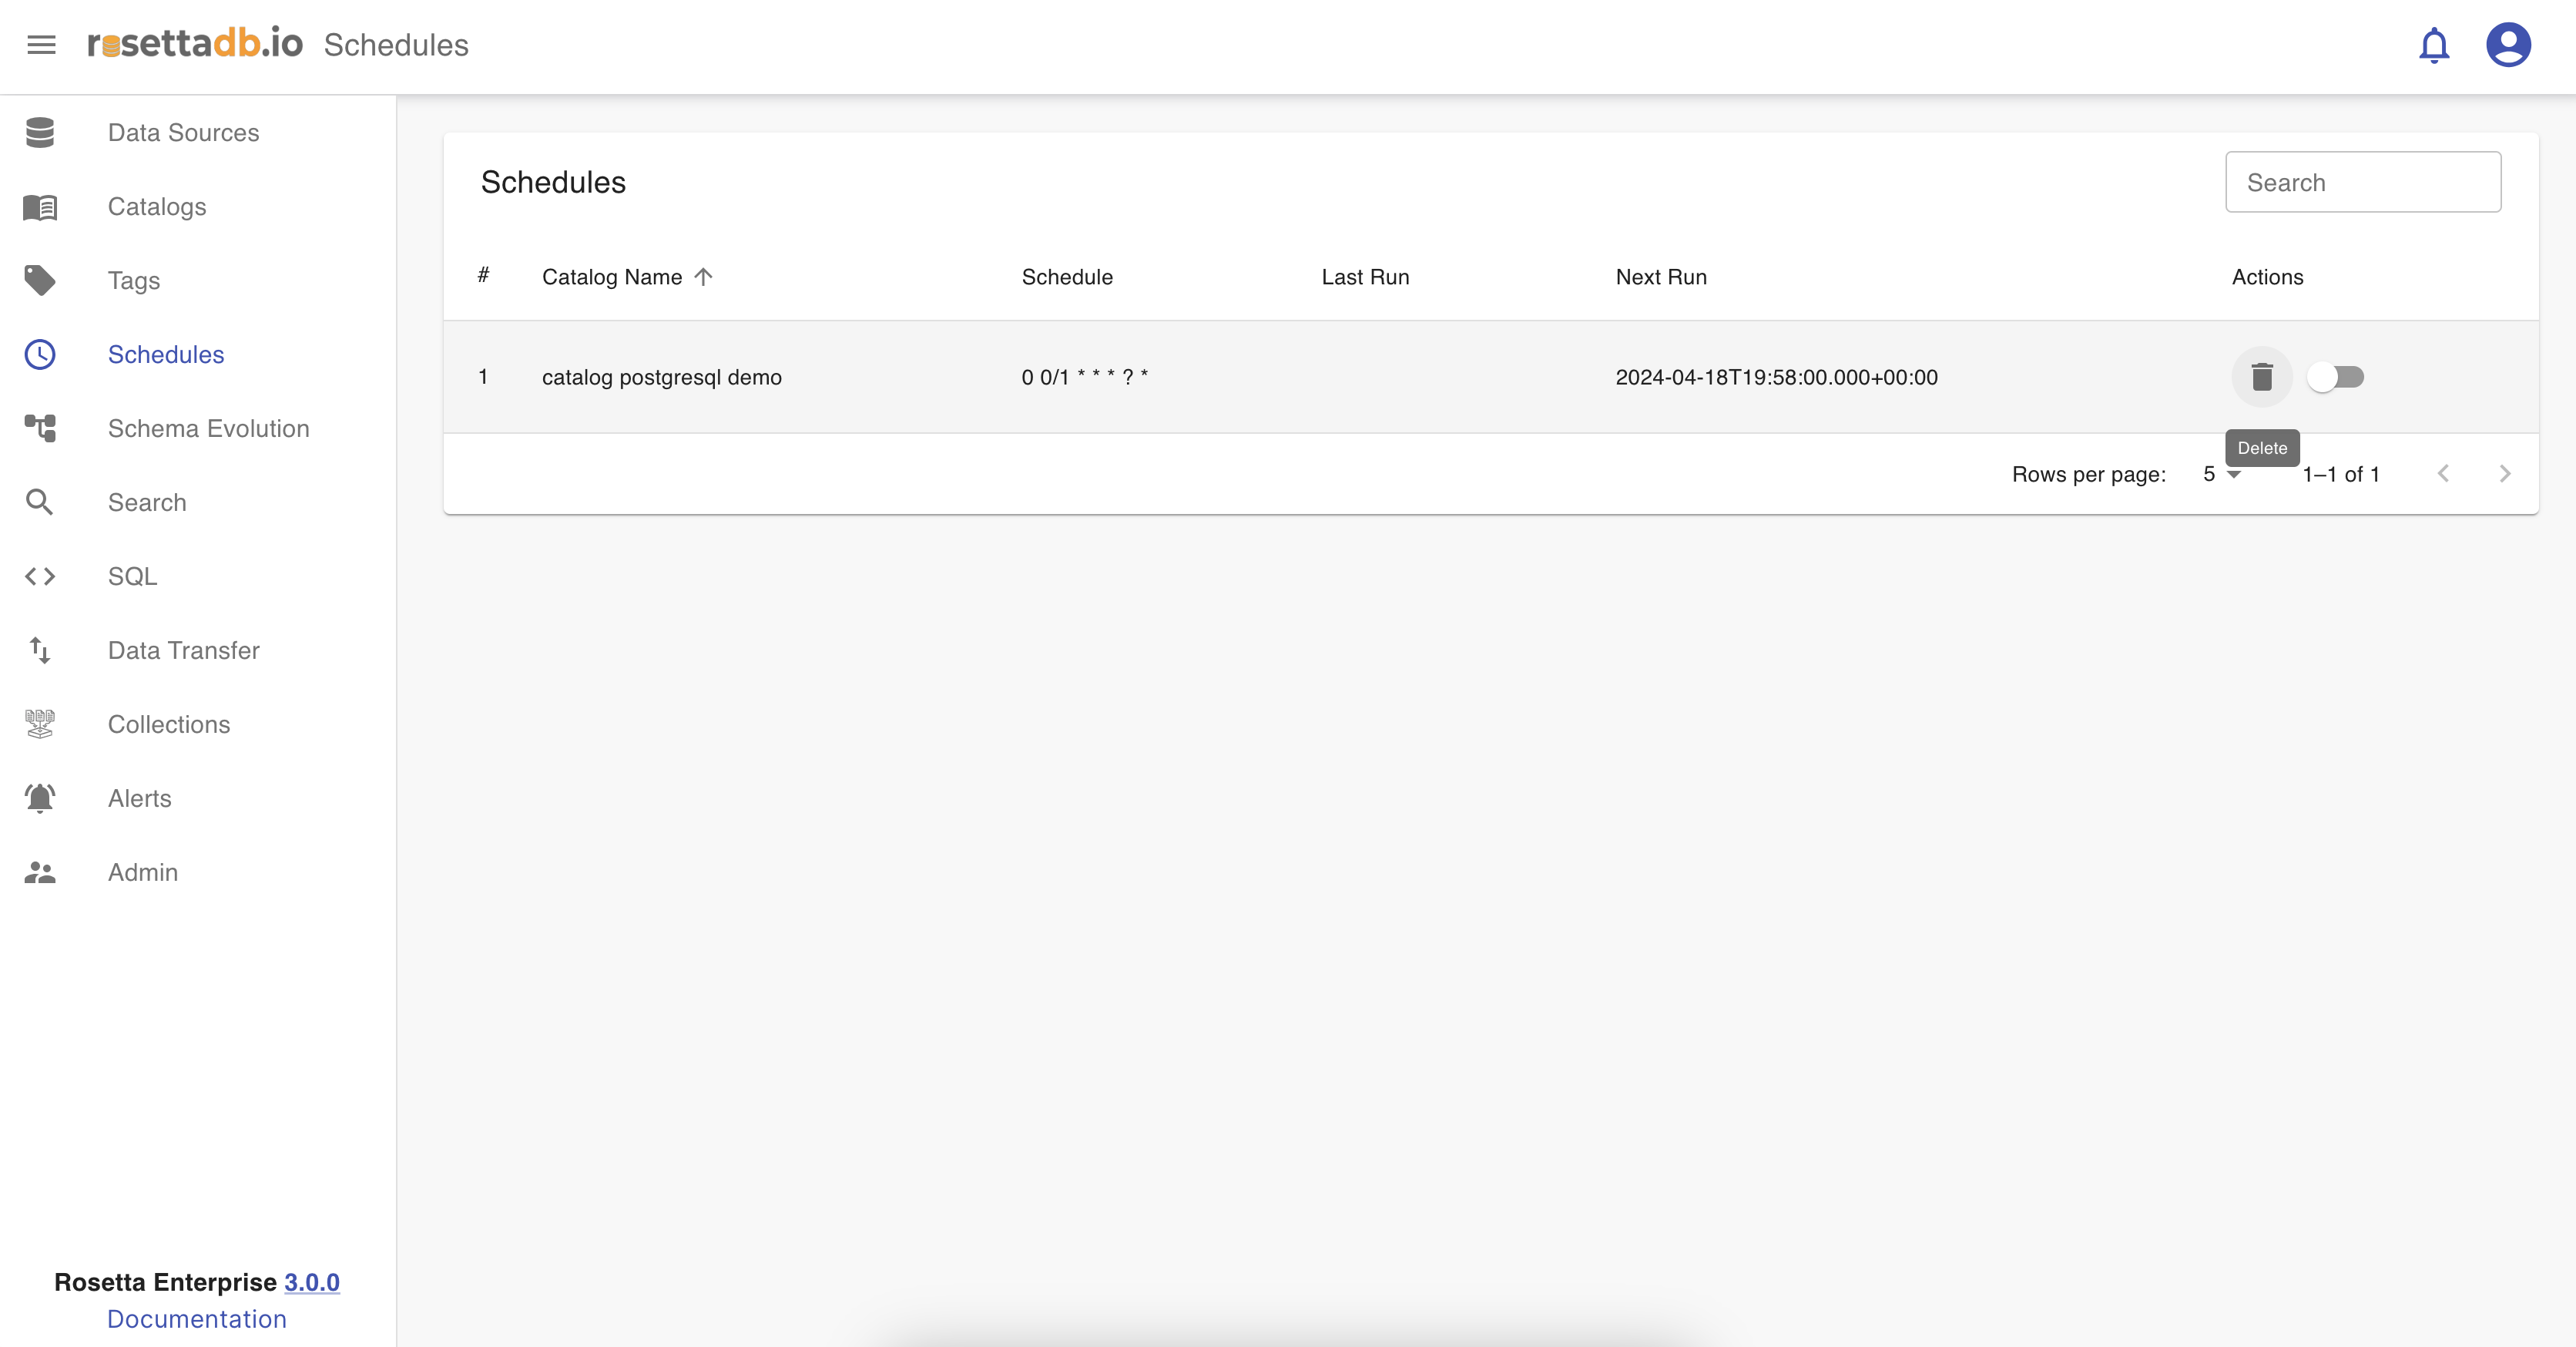 rosettadb.io Schedules
Data Sources
Catalogs
Tags
Schedules
Schema Evolution
Search
SQL
Data Transfer
Collections
Alerts
Admin
Rosetta Enterprise 3.0.0
Documentation
Schedules
Search
# Catalog Name Schedule Last Run Next Run Actions
1 catalog postgresql demo 0 0/1 * * * ? * 2024-04-18T19:58:00.000+00:00
Delete
Rows per page: 5 1–1 of 1